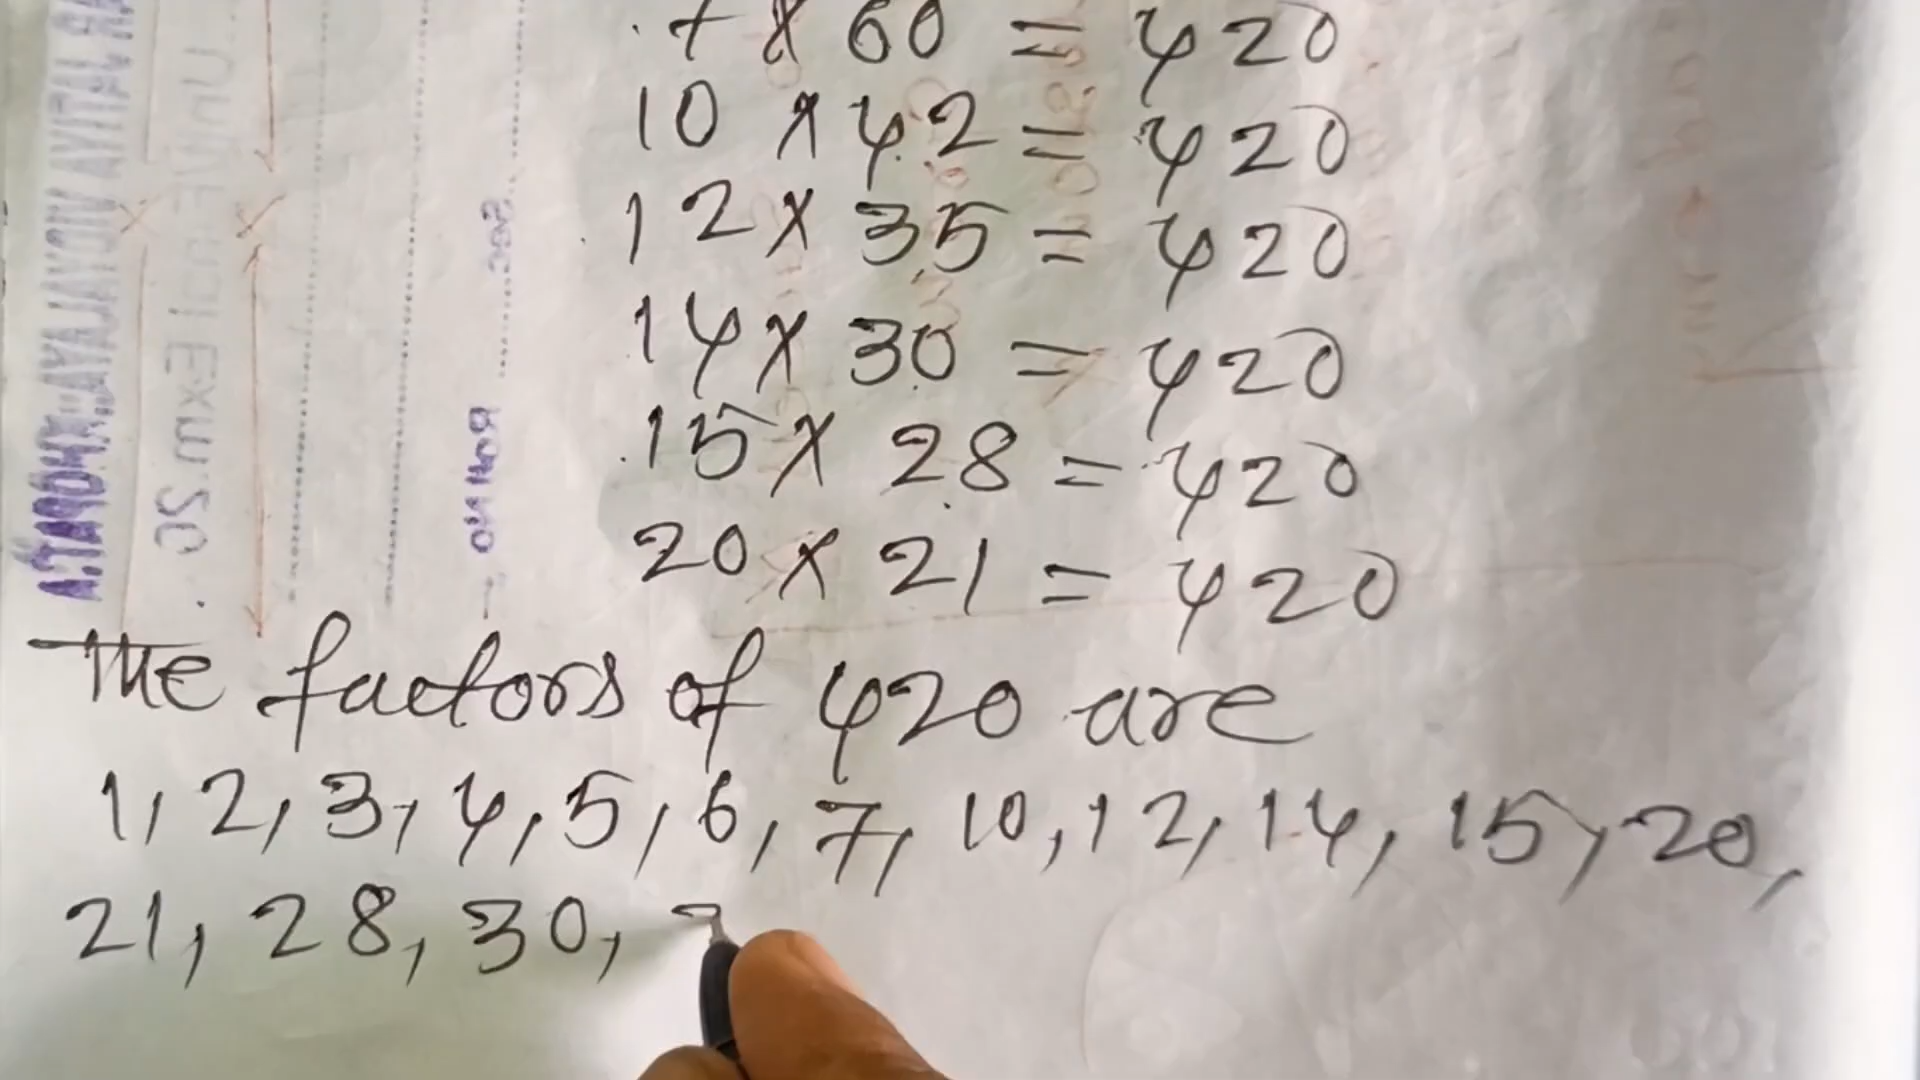 7 x 60 = 420
10 x 42 = 420
12 x 35 = 420
14 x 30 = 420
15 x 28 = 420
20 x 21 = 420
The factors of 420 are
1, 2, 3, 4, 5, 6, 7, 10, 12, 14, 15, 20,
21, 28, 30,